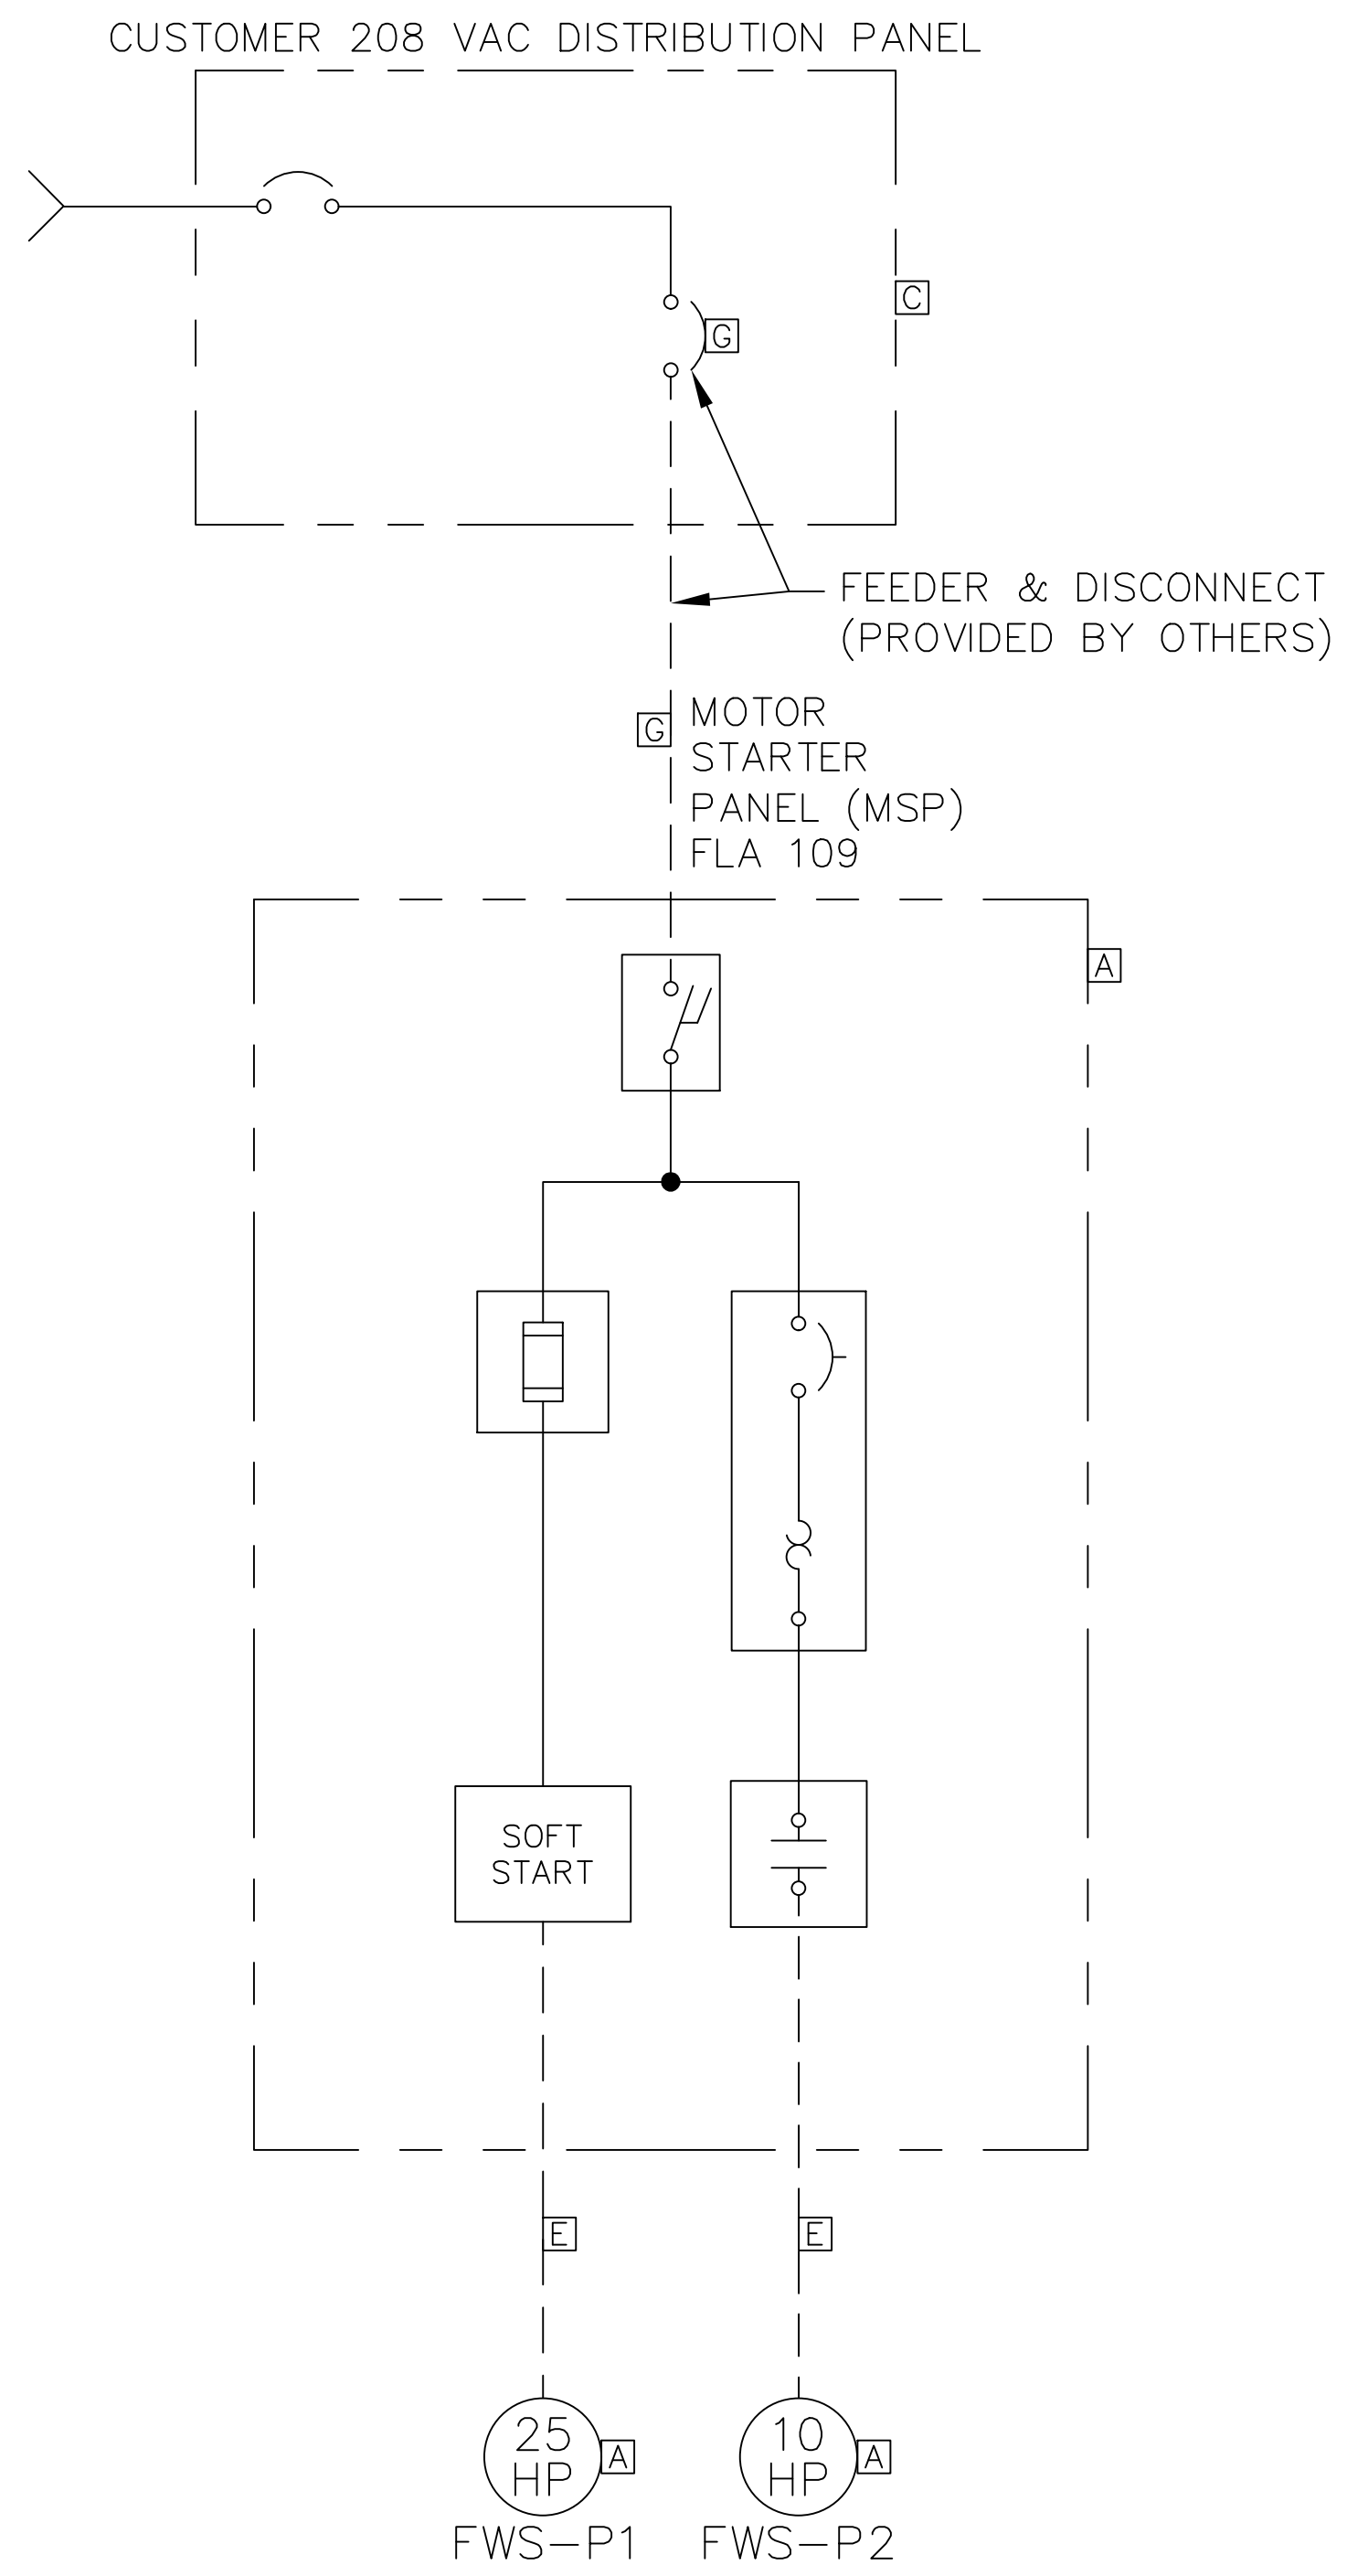 CUSTOMER 208 VAC DISTRIBUTION PANEL
C
G
FEEDER & DISCONNECT
(PROVIDED BY OTHERS)
G
MOTOR
STARTER
PANEL (MSP)
FLA 109
A
SOFT
START
E
E
25
HP
A
10
HP
A
FWS-P1
FWS-P2